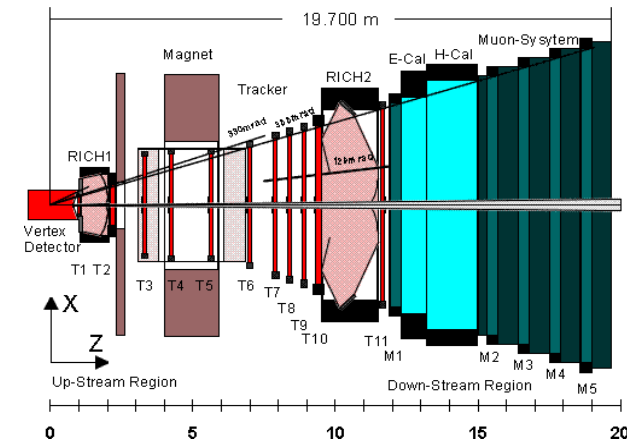 19.700 m
Muon-Sysytem
Magnet
E-Cal
H-Cal
Tracker
RICH2
330mrad
300mrad
120mrad
RICH1
Vertex
Detector
T1 T2
T3
T4
T5
T6
T7
T8
T9
T10
T11
M1
M2
M3
M4
M5
X
Z
Up-Stream Region
Down-Stream Region
0
5
10
15
20